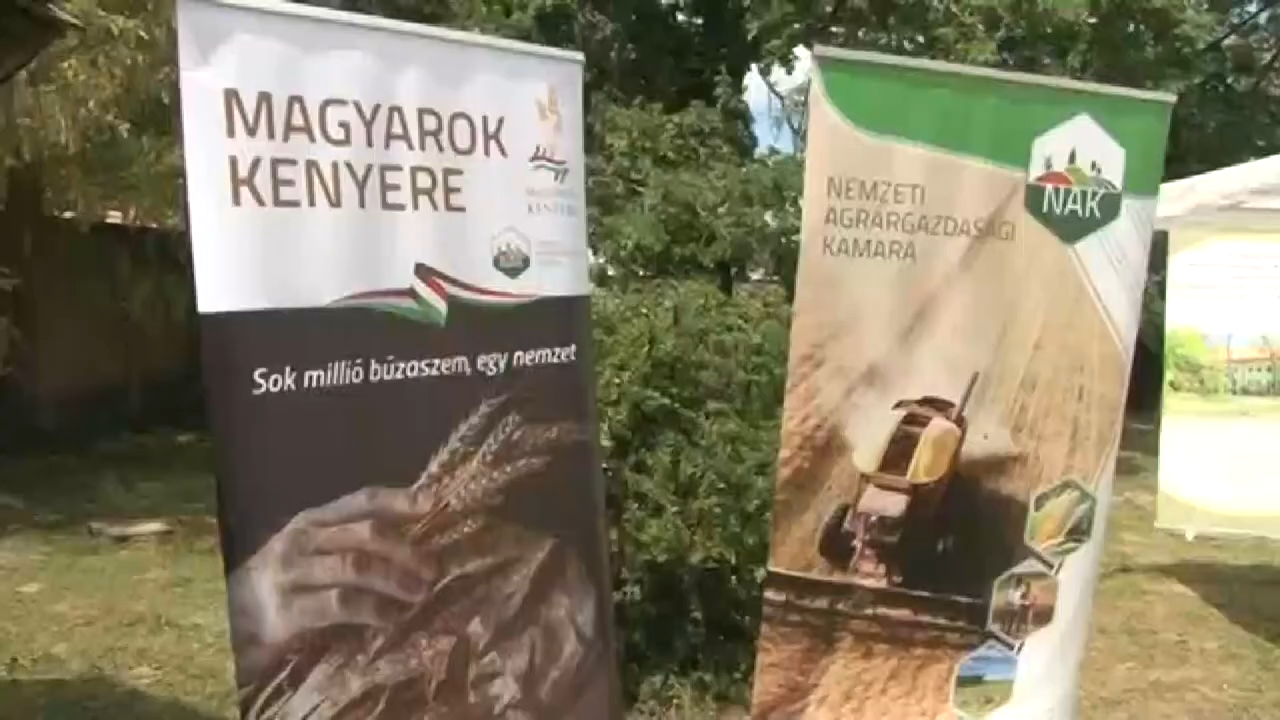 MAGYAROK
KENYERE
Sok millió búzaszem, egy nemzet
NEMZETI
AGRÁRGAZDASÁGI
KAMARA
NAK